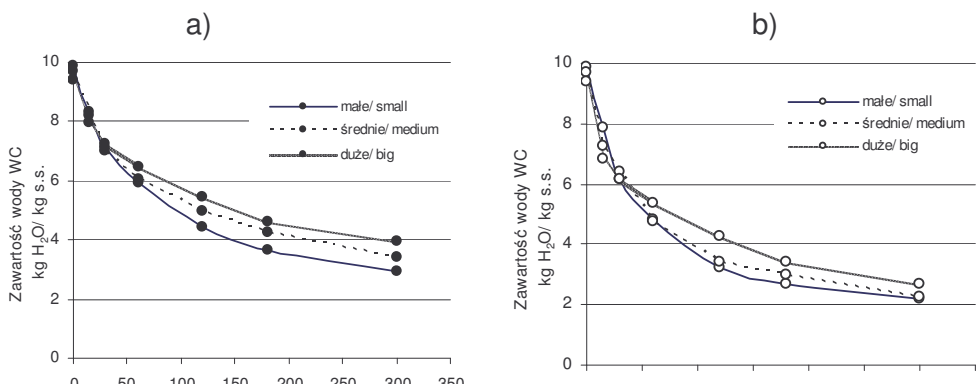 a)
Zawartość wody WC
kg H₂O/ kg s.s.
10
8
6
4
2
0
małe/ small
średnie/ medium
duże/ big
0 50 100 150 200 250 300 350
b)
Zawartość wody WC
kg H₂O/ kg s.s.
10
8
6
4
2
0
małe/ small
średnie/ medium
duże/ big